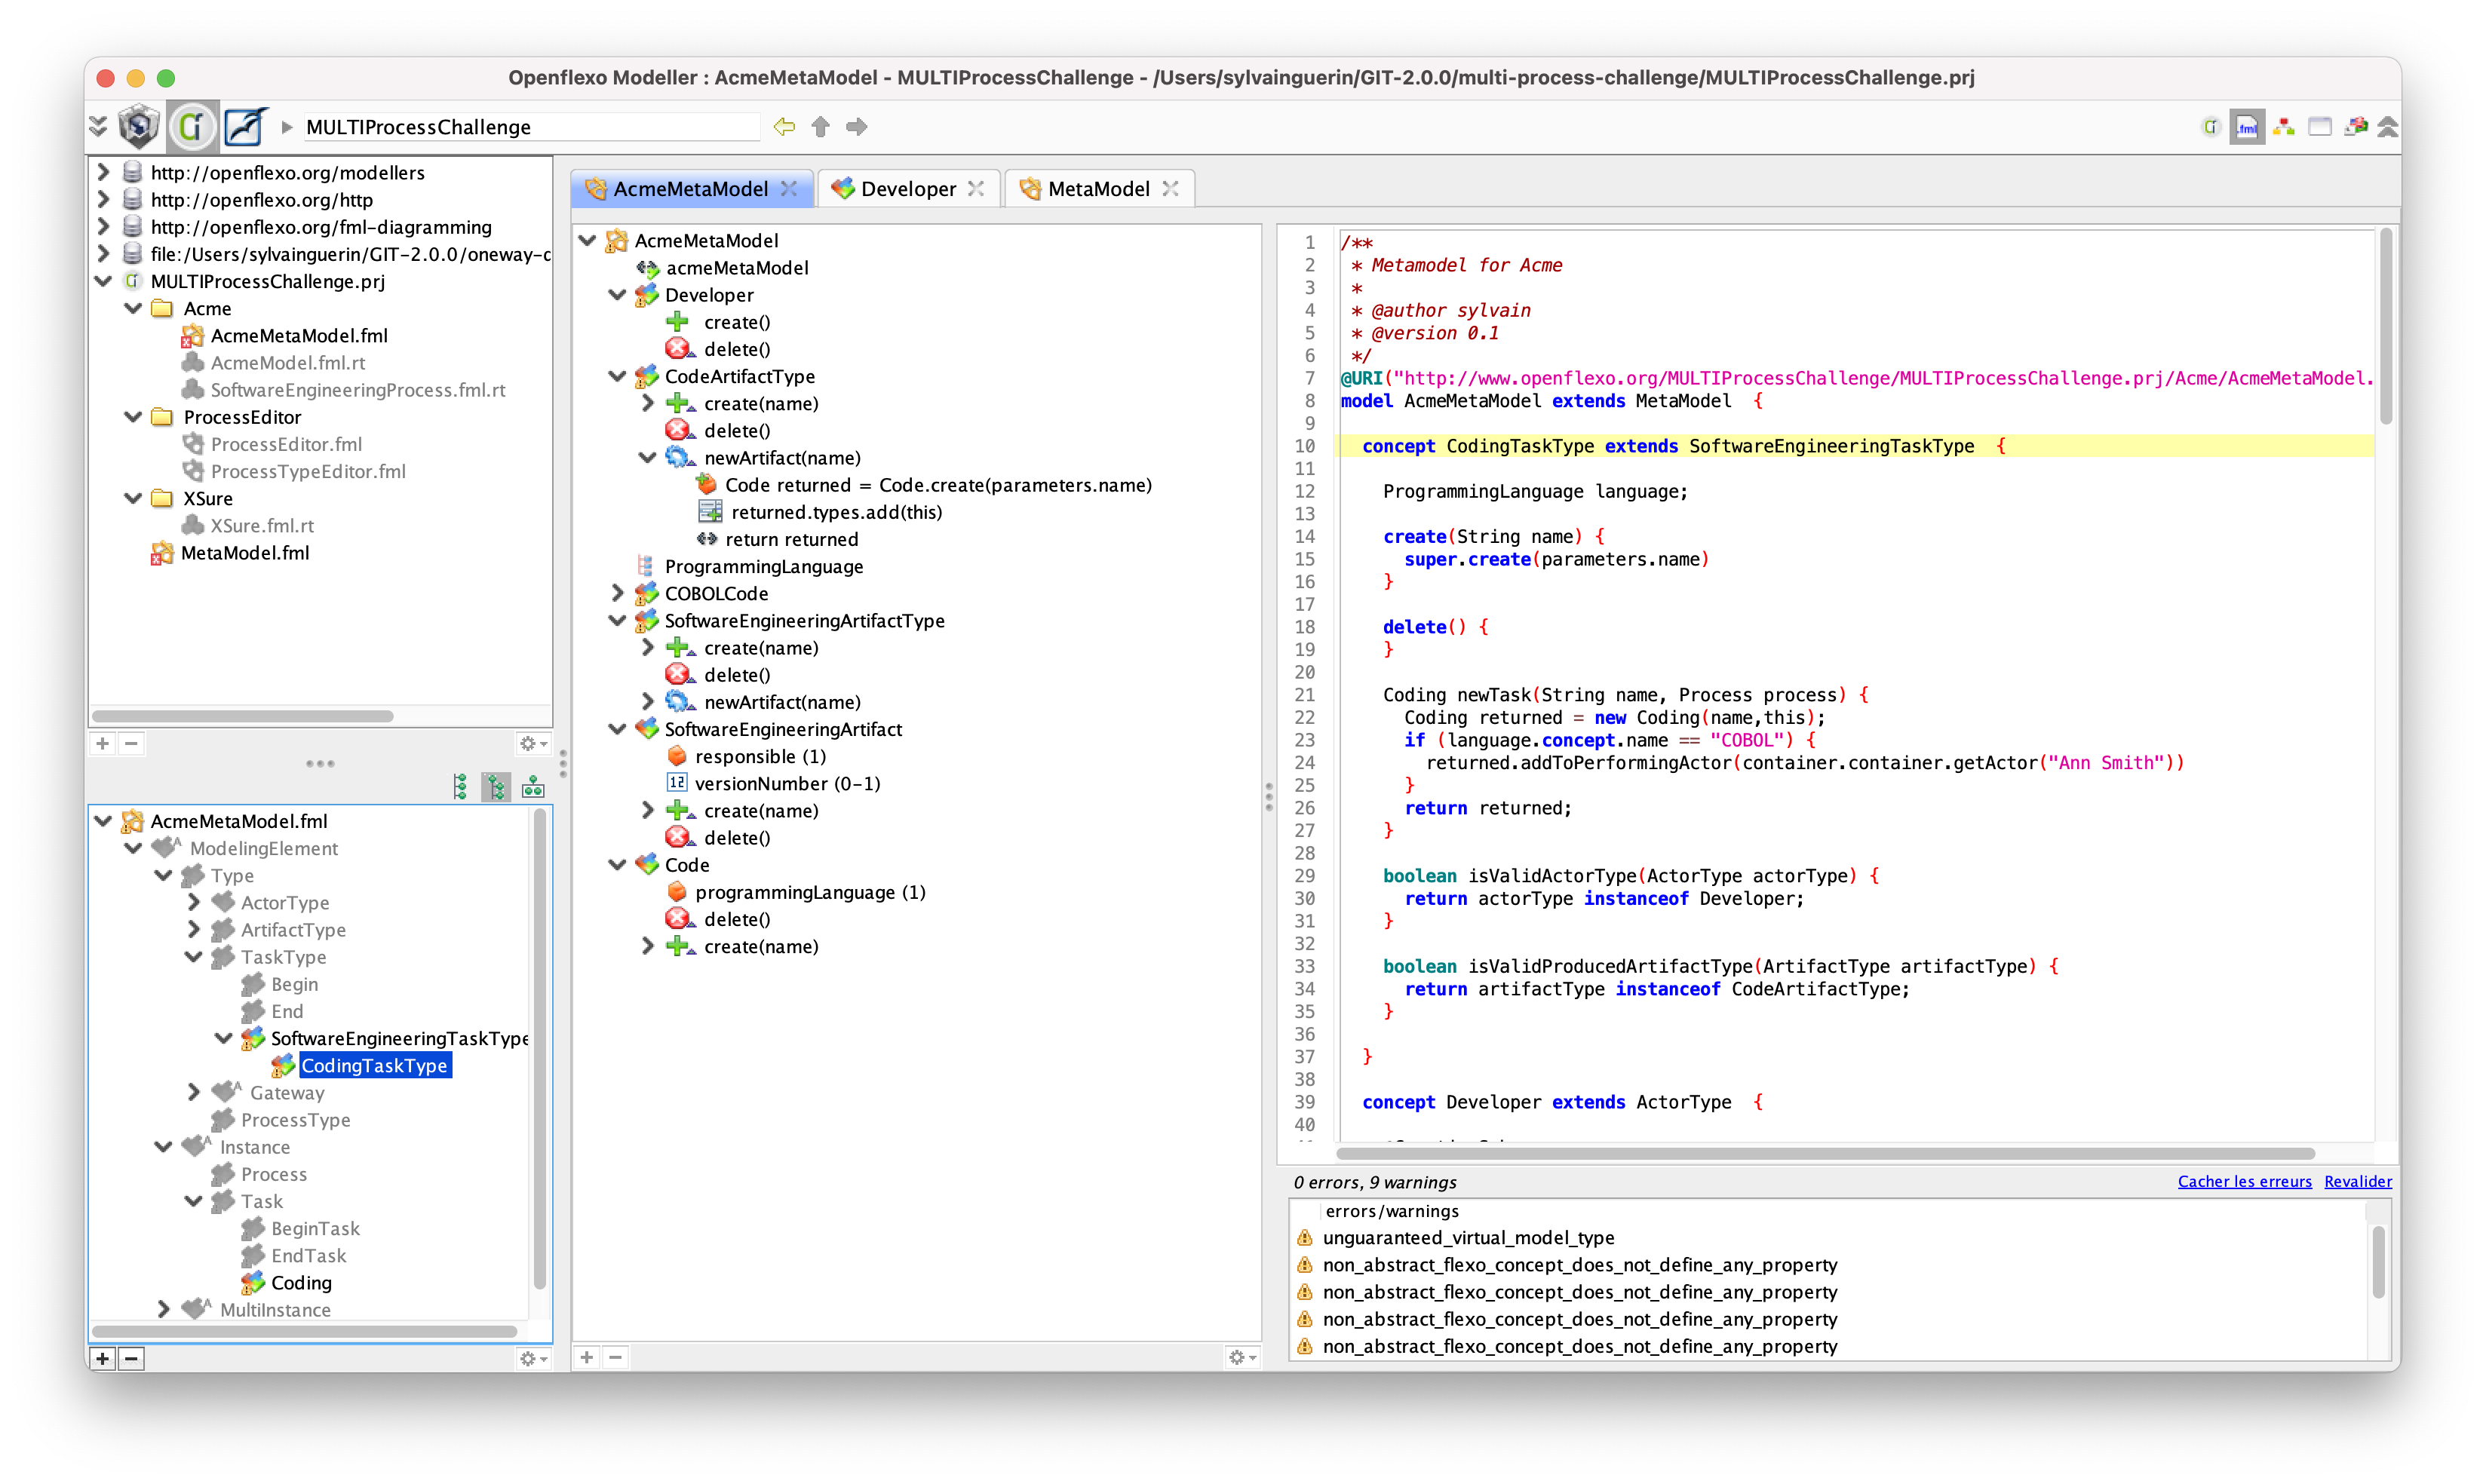 Openflexo Modeller : AcmeMetaModel - MULTIProcessChallenge - /Users/sylvainguerin/GIT-2.0.0/multi-process-challenge/MULTIProcessChallenge.prj
MULTIProcessChallenge
http://openflexo.org/modellers
http://openflexo.org/http
http://openflexo.org/fml-diagramming
file:/Users/sylvainguerin/GIT-2.0.0/oneway-c
MULTIProcessChallenge.prj
Acme
AcmeMetaModel.fml
AcmeModel.fml.rt
SoftwareEngineeringProcess.fml.rt
ProcessEditor
ProcessEditor.fml
ProcessTypeEditor.fml
XSure
XSure.fml.rt
MetaModel.fml
AcmeMetaModel.fml
ModelingElement
Type
ActorType
ArtifactType
TaskType
Begin
End
SoftwareEngineeringTaskType
CodingTaskType
Gateway
ProcessType
Instance
Process
Task
BeginTask
EndTask
Coding
MultiInstance
AcmeMetaModel
Developer
MetaModel
AcmeMetaModel
acmeMetaModel
Developer
create()
delete()
CodeArtifactType
create(name)
delete()
newArtifact(name)
Code returned = Code.create(parameters.name)
returned.types.add(this)
return returned
ProgrammingLanguage
COBOLCode
SoftwareEngineeringArtifactType
create(name)
delete()
newArtifact(name)
SoftwareEngineeringArtifact
responsible (1)
versionNumber (0-1)
create(name)
delete()
Code
programmingLanguage (1)
delete()
create(name)
1 /**
2 * Metamodel for Acme
3 *
4 * @author sylvain
5 * @version 0.1
6 */
7 @URI("http://www.openflexo.org/MULTIProcessChallenge/MULTIProcessChallenge.prj/Acme/AcmeMetaModel.
8 model AcmeMetaModel extends MetaModel {
9
10 concept CodingTaskType extends SoftwareEngineeringTaskType {
11
12 ProgrammingLanguage language;
13
14 create(String name) {
15 super.create(parameters.name)
16 }
17
18 delete() {
19 }
20
21 Coding newTask(String name, Process process) {
22 Coding returned = new Coding(name,this);
23 if (language.concept.name == "COBOL") {
24 returned.addToPerformingActor(container.container.getActor("Ann Smith"))
25 }
26 return returned;
27 }
28
29 boolean isValidActorType(ActorType actorType) {
30 return actorType instanceof Developer;
31 }
32
33 boolean isValidProducedArtifactType(ArtifactType artifactType) {
34 return artifactType instanceof CodeArtifactType;
35 }
36
37 }
38
39 concept Developer extends ActorType {
40
0 errors, 9 warnings
Cacher les erreurs Revalider
errors/warnings
unguaranteed_virtual_model_type
non_abstract_flexo_concept_does_not_define_any_property
non_abstract_flexo_concept_does_not_define_any_property
non_abstract_flexo_concept_does_not_define_any_property
non_abstract_flexo_concept_does_not_define_any_property